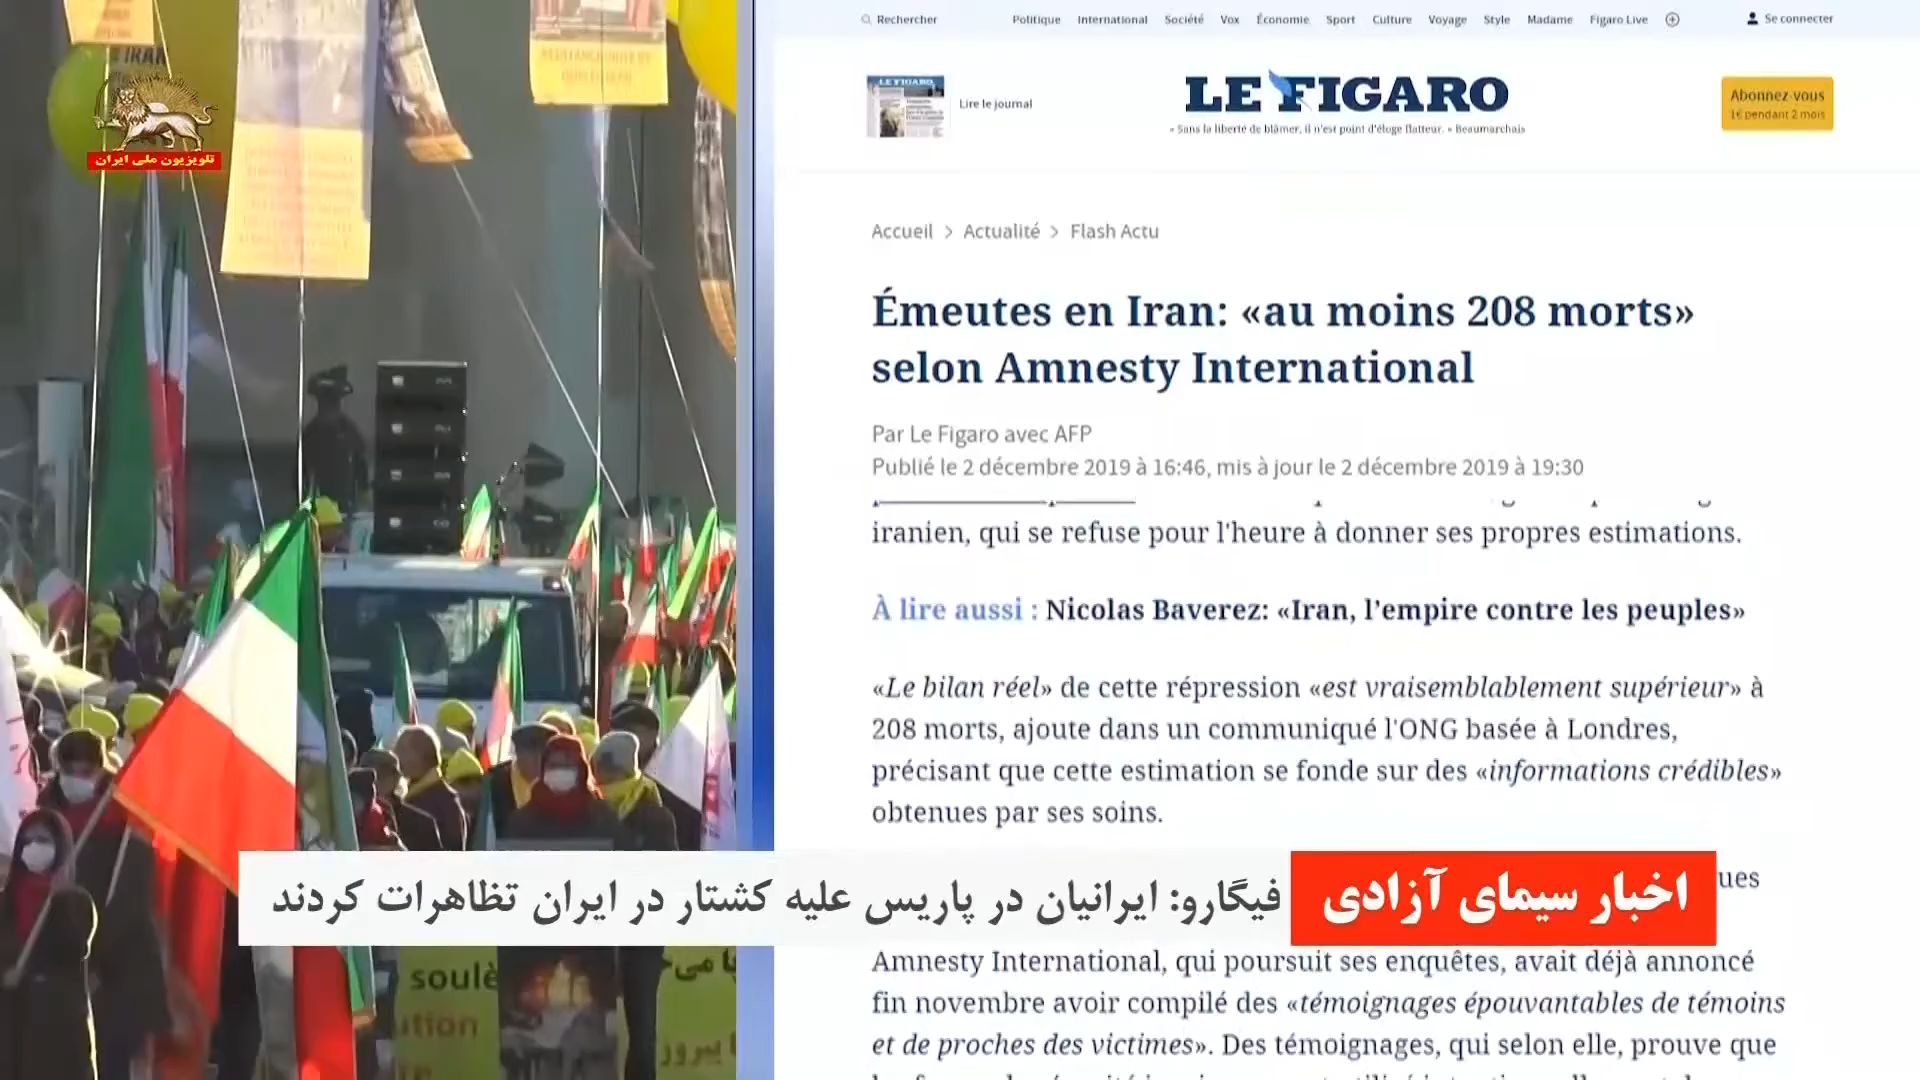 Rechercher
Politique International Société Vox Économie Sport Culture Voyage Style Madame Figaro Live
Se connecter
LE FIGARO
Lire le journal
LE FIGARO
« Sans la liberté de blâmer, il n'est point d'éloge flatteur. » Beaumarchais
Abonnez-vous
1€ pendant 2 mois
Accueil > Actualité > Flash Actu
Émeutes en Iran: «au moins 208 morts»
selon Amnesty International
Par Le Figaro avec AFP
Publié le 2 décembre 2019 à 16:46, mis à jour le 2 décembre 2019 à 19:30
iranien, qui se refuse pour l'heure à donner ses propres estimations.
À lire aussi : Nicolas Baverez: «Iran, l'empire contre les peuples»
«Le bilan réel» de cette répression «est vraisemblablement supérieur» à
208 morts, ajoute dans un communiqué l'ONG basée à Londres,
précisant que cette estimation se fonde sur des «informations crédibles»
obtenues par ses soins.
ues
Amnesty International, qui poursuit ses enquêtes, avait déjà annoncé
fin novembre avoir compilé des «témoignages épouvantables de témoins
et de proches des victimes». Des témoignages, qui selon elle, prouve que
IRAN
تلویزیون ملی ایران
اخبار سیمای آزادی
فیگارو: ایرانیان در پاریس علیه کشتار در ایران تظاهرات کردند
soulè